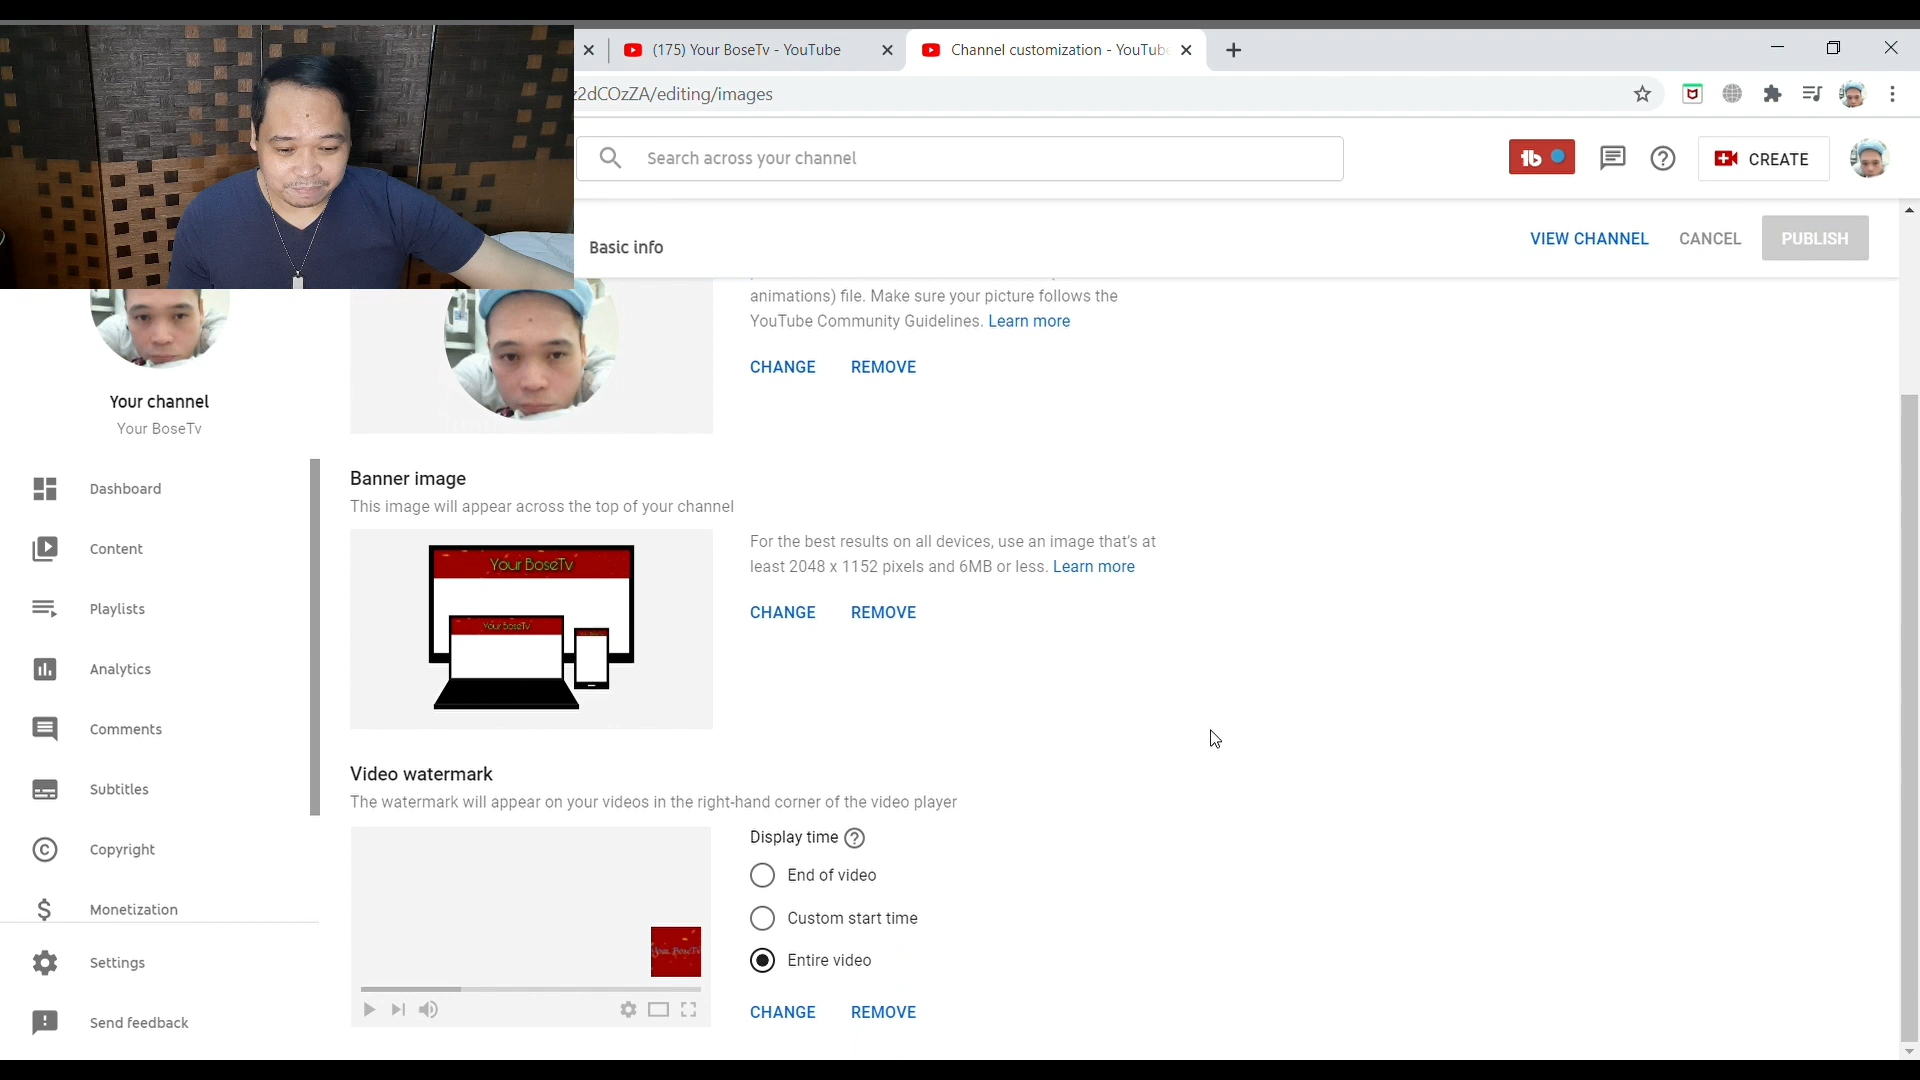 (175) Your BoseTv - YouTube
Channel customization - YouTube
z2dCOzZA/editing/images
Search across your channel
CREATE
Basic info
VIEW CHANNEL
CANCEL
PUBLISH
animations) file. Make sure your picture follows the
YouTube Community Guidelines. Learn more
CHANGE
REMOVE
Your channel
Your BoseTv
Dashboard
Content
Playlists
Analytics
Comments
Subtitles
Copyright
Monetization
Settings
Send feedback
Banner image
This image will appear across the top of your channel
Your BoseTv
Your BoseTv
For the best results on all devices, use an image that's at
least 2048 x 1152 pixels and 6MB or less. Learn more
CHANGE
REMOVE
Video watermark
The watermark will appear on your videos in the right-hand corner of the video player
Your BoseTv
Display time
End of video
Custom start time
Entire video
CHANGE
REMOVE